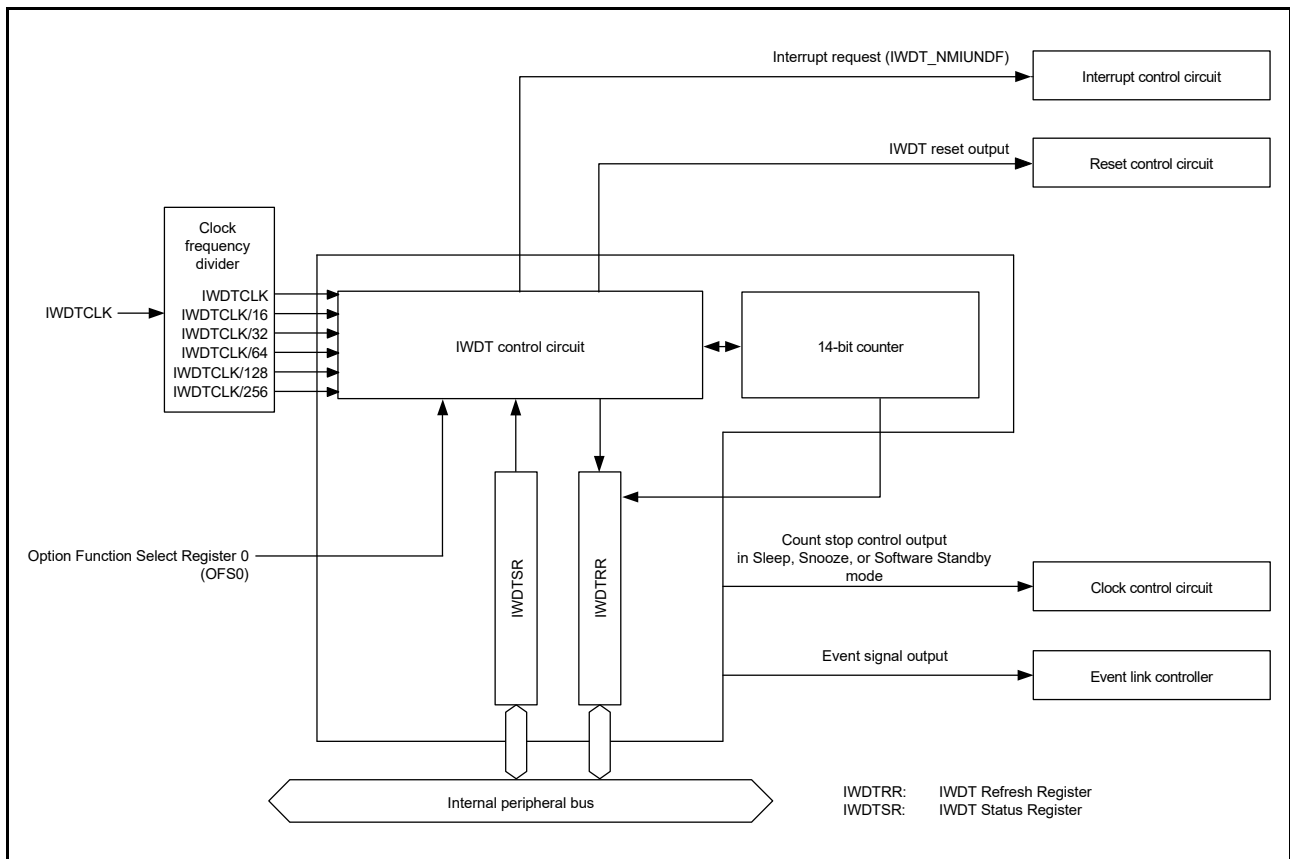 Interrupt request (IWDT_NMIUNDF)
Interrupt control circuit
IWDT reset output
Reset control circuit
Clock
frequency
divider
IWDTCLK
IWDTCLK
IWDTCLK/16
IWDTCLK/32
IWDTCLK/64
IWDTCLK/128
IWDTCLK/256
IWDT control circuit
14-bit counter
Option Function Select Register 0
(OFS0)
IWDTSR
IWDTRR
Count stop control output
in Sleep, Snooze, or Software Standby
mode
Clock control circuit
Event signal output
Event link controller
Internal peripheral bus
IWDTRR: IWDT Refresh Register
IWDTSR: IWDT Status Register